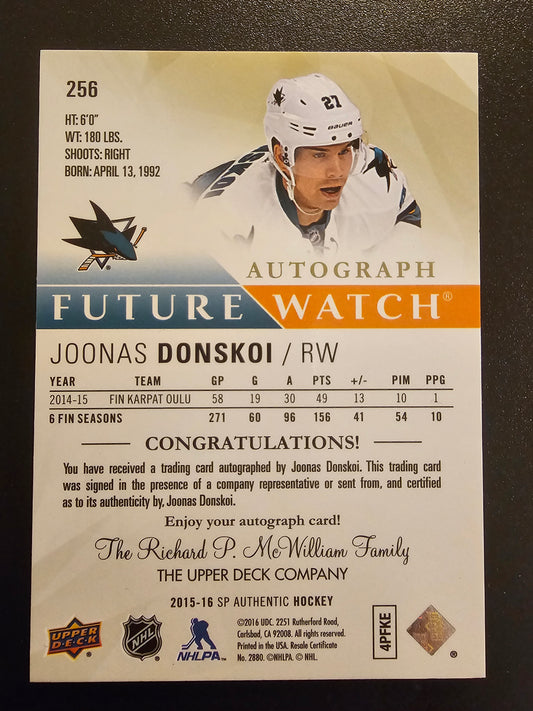 256
HT: 6'0"
WT: 180 LBS.
SHOOTS: RIGHT
BORN: APRIL 13, 1992
27
BAUER
AUTOGRAPH
FUTURE WATCH®
JOONAS DONSKOI / RW
YEAR TEAM GP G A PTS +/- PIM PPG
2014-15 FIN KARPAT OULU 58 19 30 49 13 10 1
6 FIN SEASONS 271 60 96 156 41 54 10
CONGRATULATIONS!
You have received a trading card autographed by Joonas Donskoi. This trading card
was signed in the presence of a company representative or sent from, and certified
as to its authenticity by, Joonas Donskoi.
Enjoy your autograph card!
The Richard P. McWilliam Family
THE UPPER DECK COMPANY
2015-16 SP AUTHENTIC HOCKEY
UPPER DECK
NHL
NHLPA
©2016 UDC. 2251 Rutherford Road,
Carlsbad, CA 92008. All rights reserved.
Printed in the USA. Resale Certificate
No. 2880. ©NHLPA. © NHL.
4PFKE